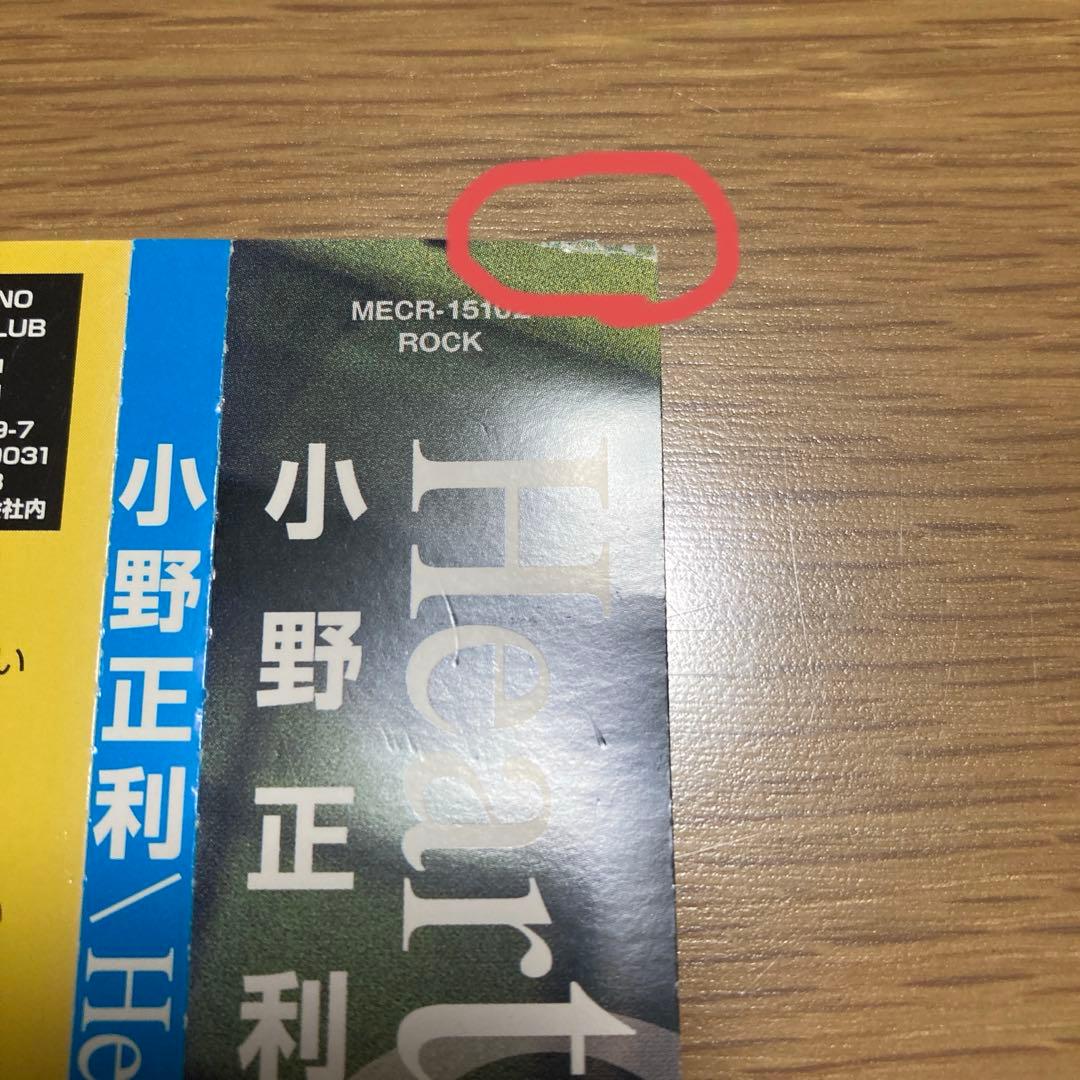 NO
LUB
9-7
0031
社内
い
小野正利/He
MECR-1510
ROCK
小野正利
Heart